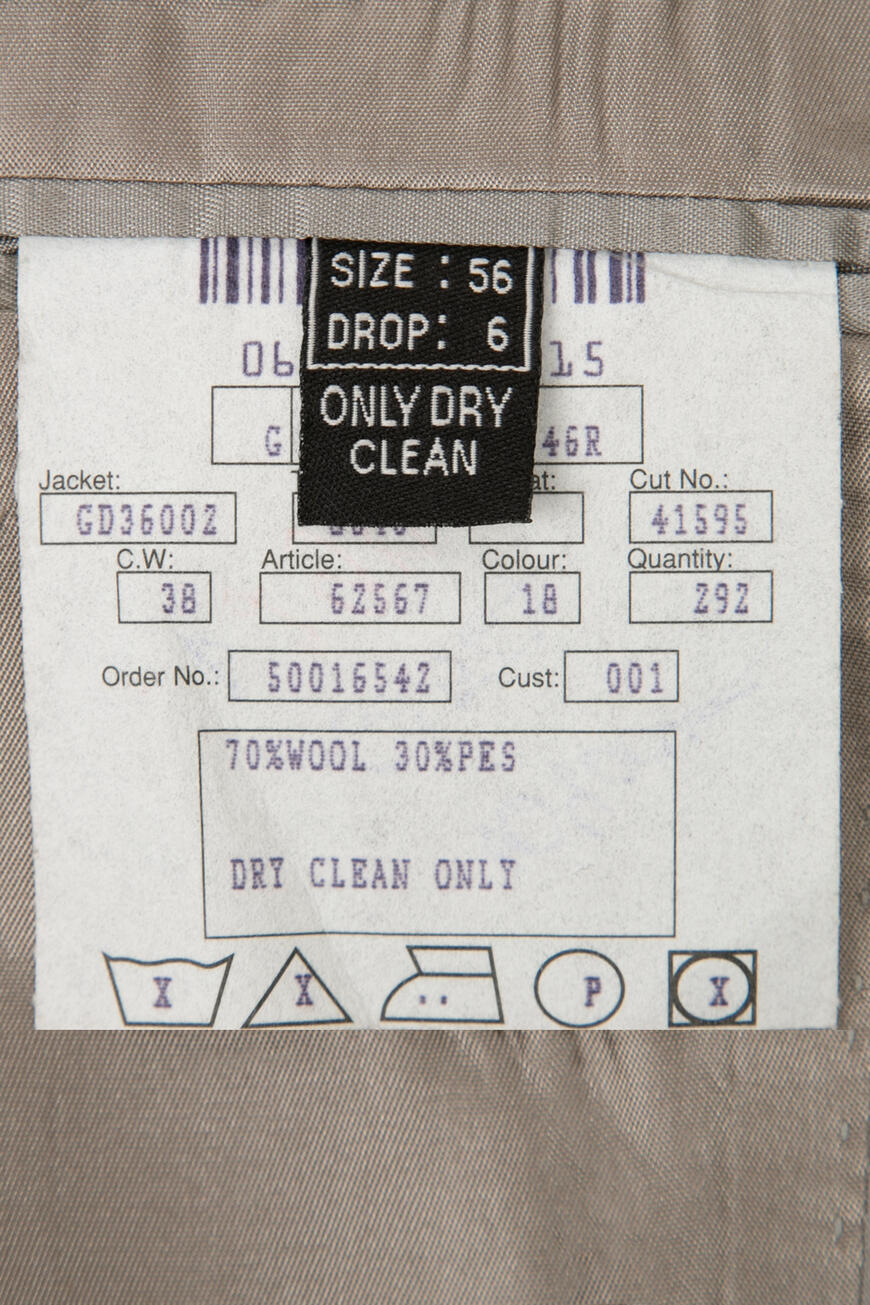 SIZE : 56
DROP: 6
ONLY DRY
CLEAN
06 15
G 46R
Jacket: Cut No.:
GD36002 41595
C.W: Article: Colour: Quantity:
38 62567 18 292
Order No.: 50016542 Cust: 001
70%WOOL 30%PES
DRY CLEAN ONLY
X X .. P X